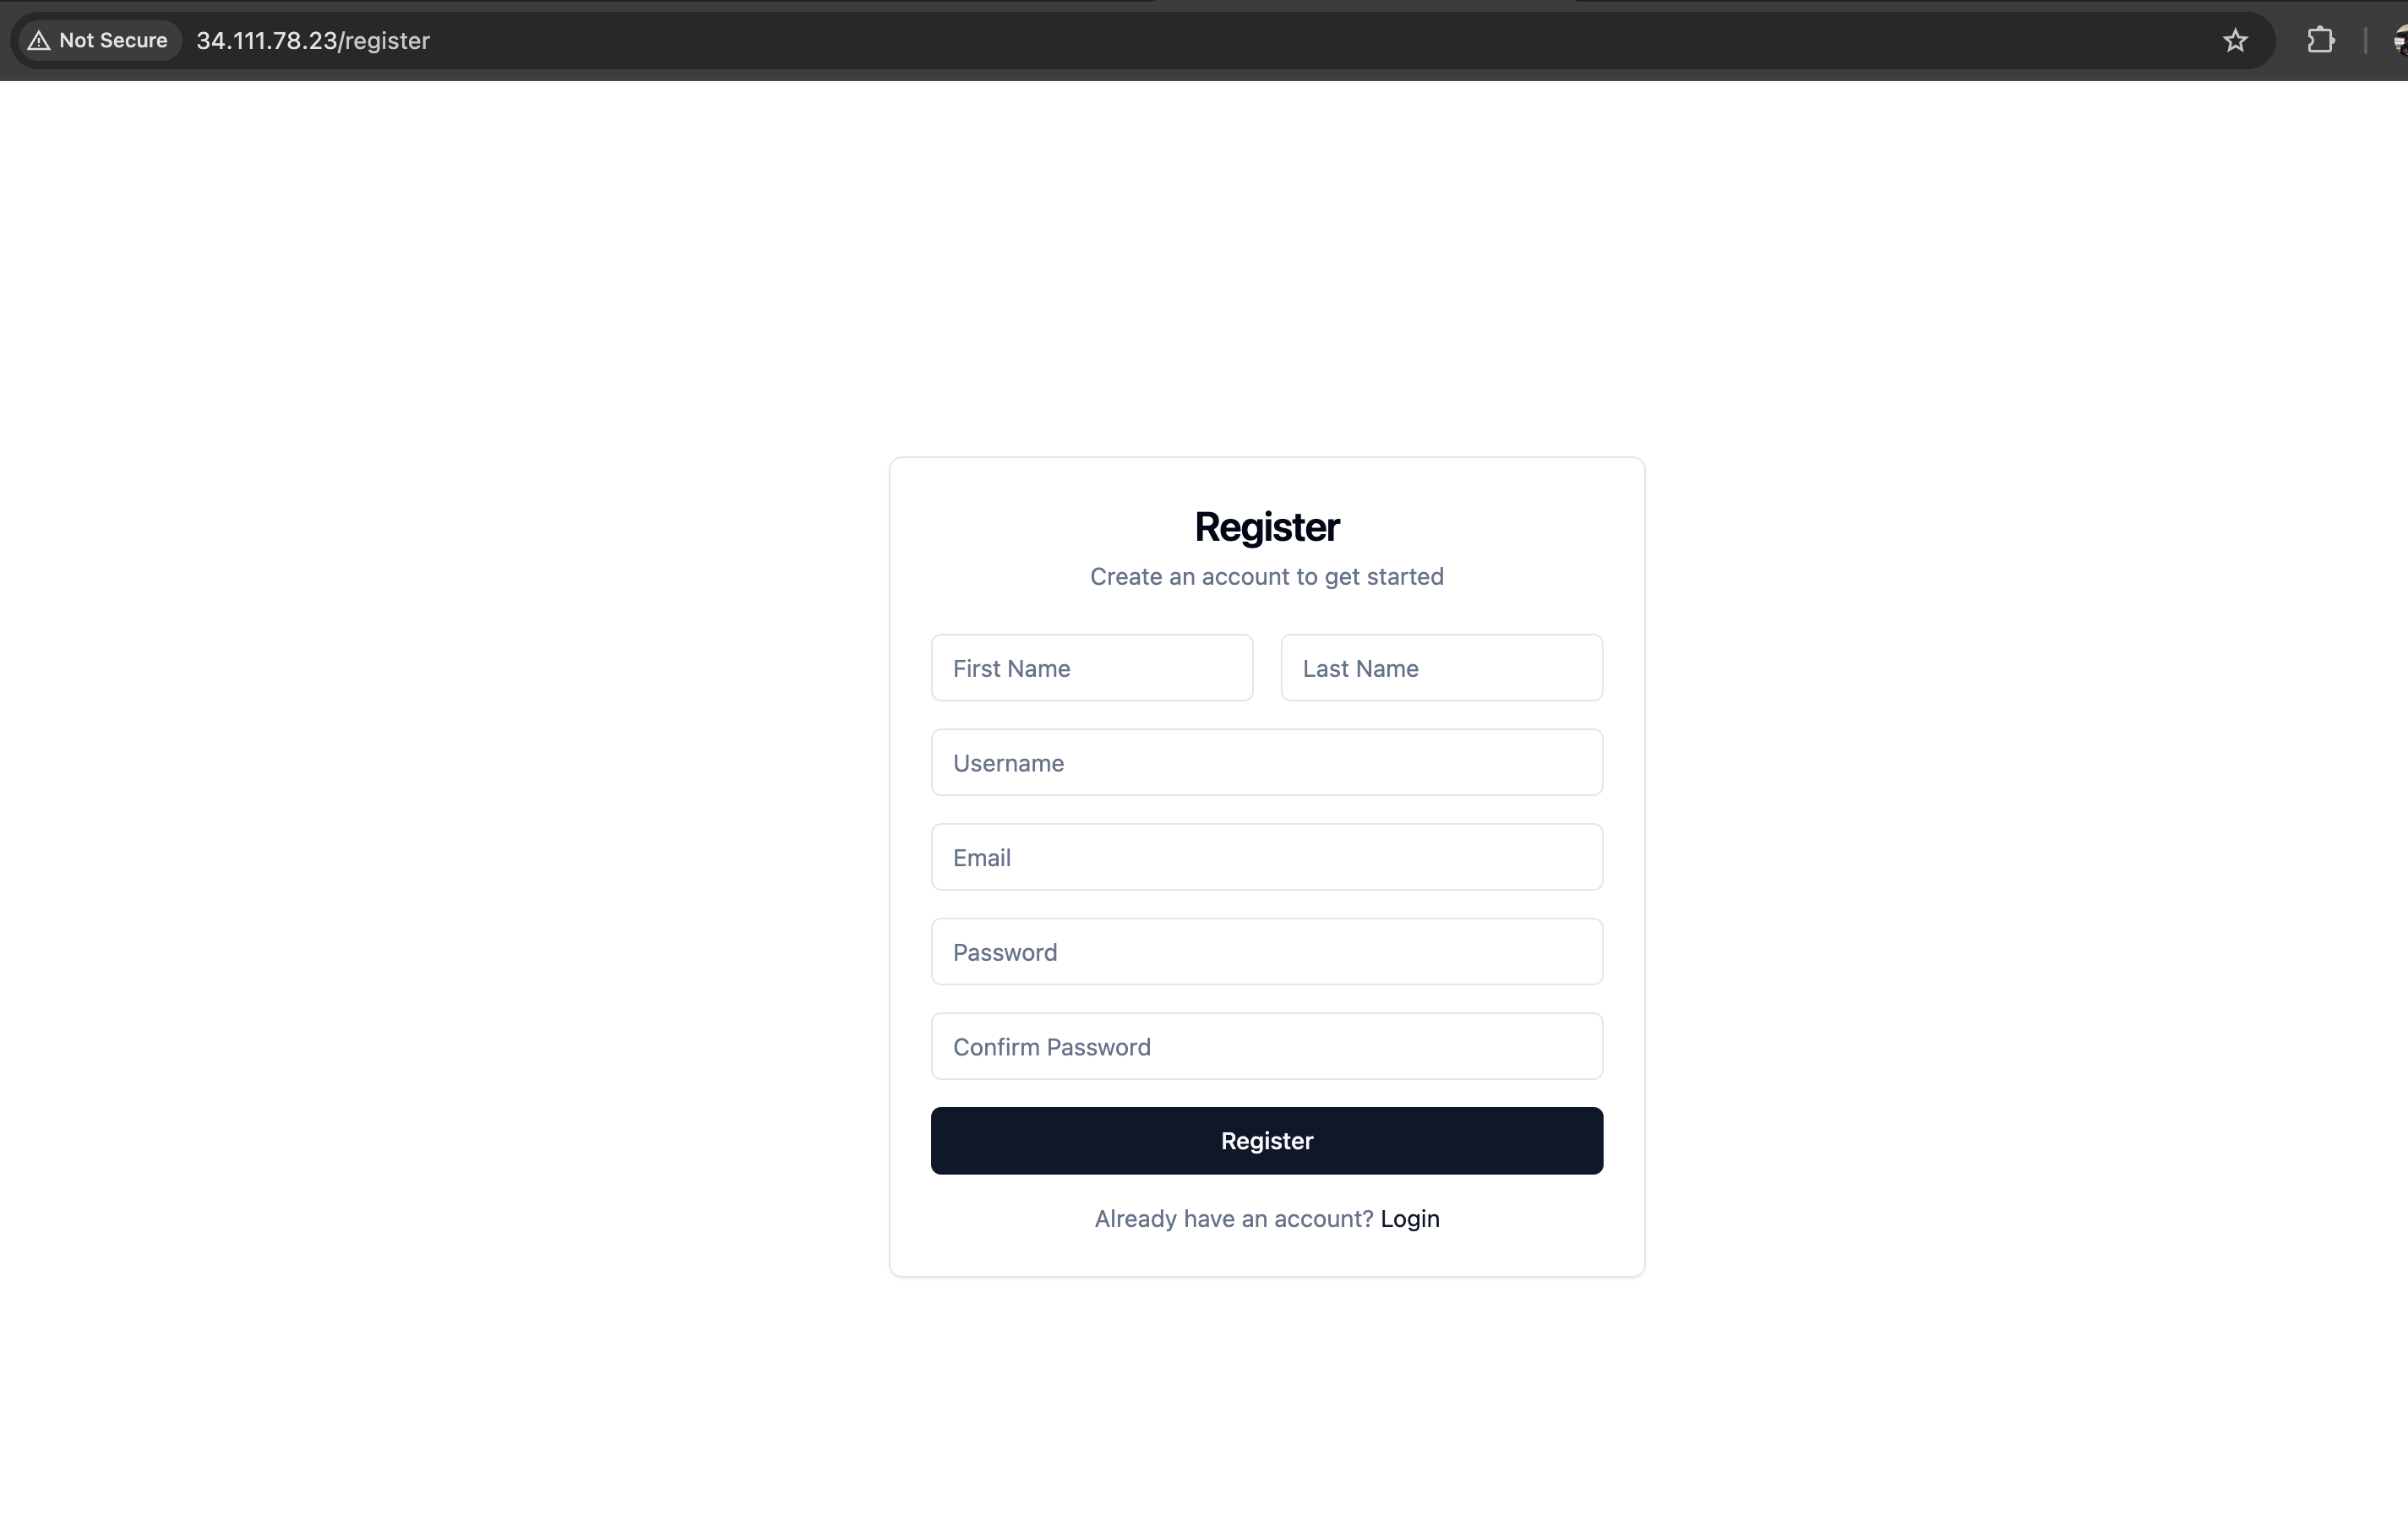 Not Secure 34.111.78.23/register
Register
Create an account to get started
First Name Last Name
Username
Email
Password
Confirm Password
Register
Already have an account? Login